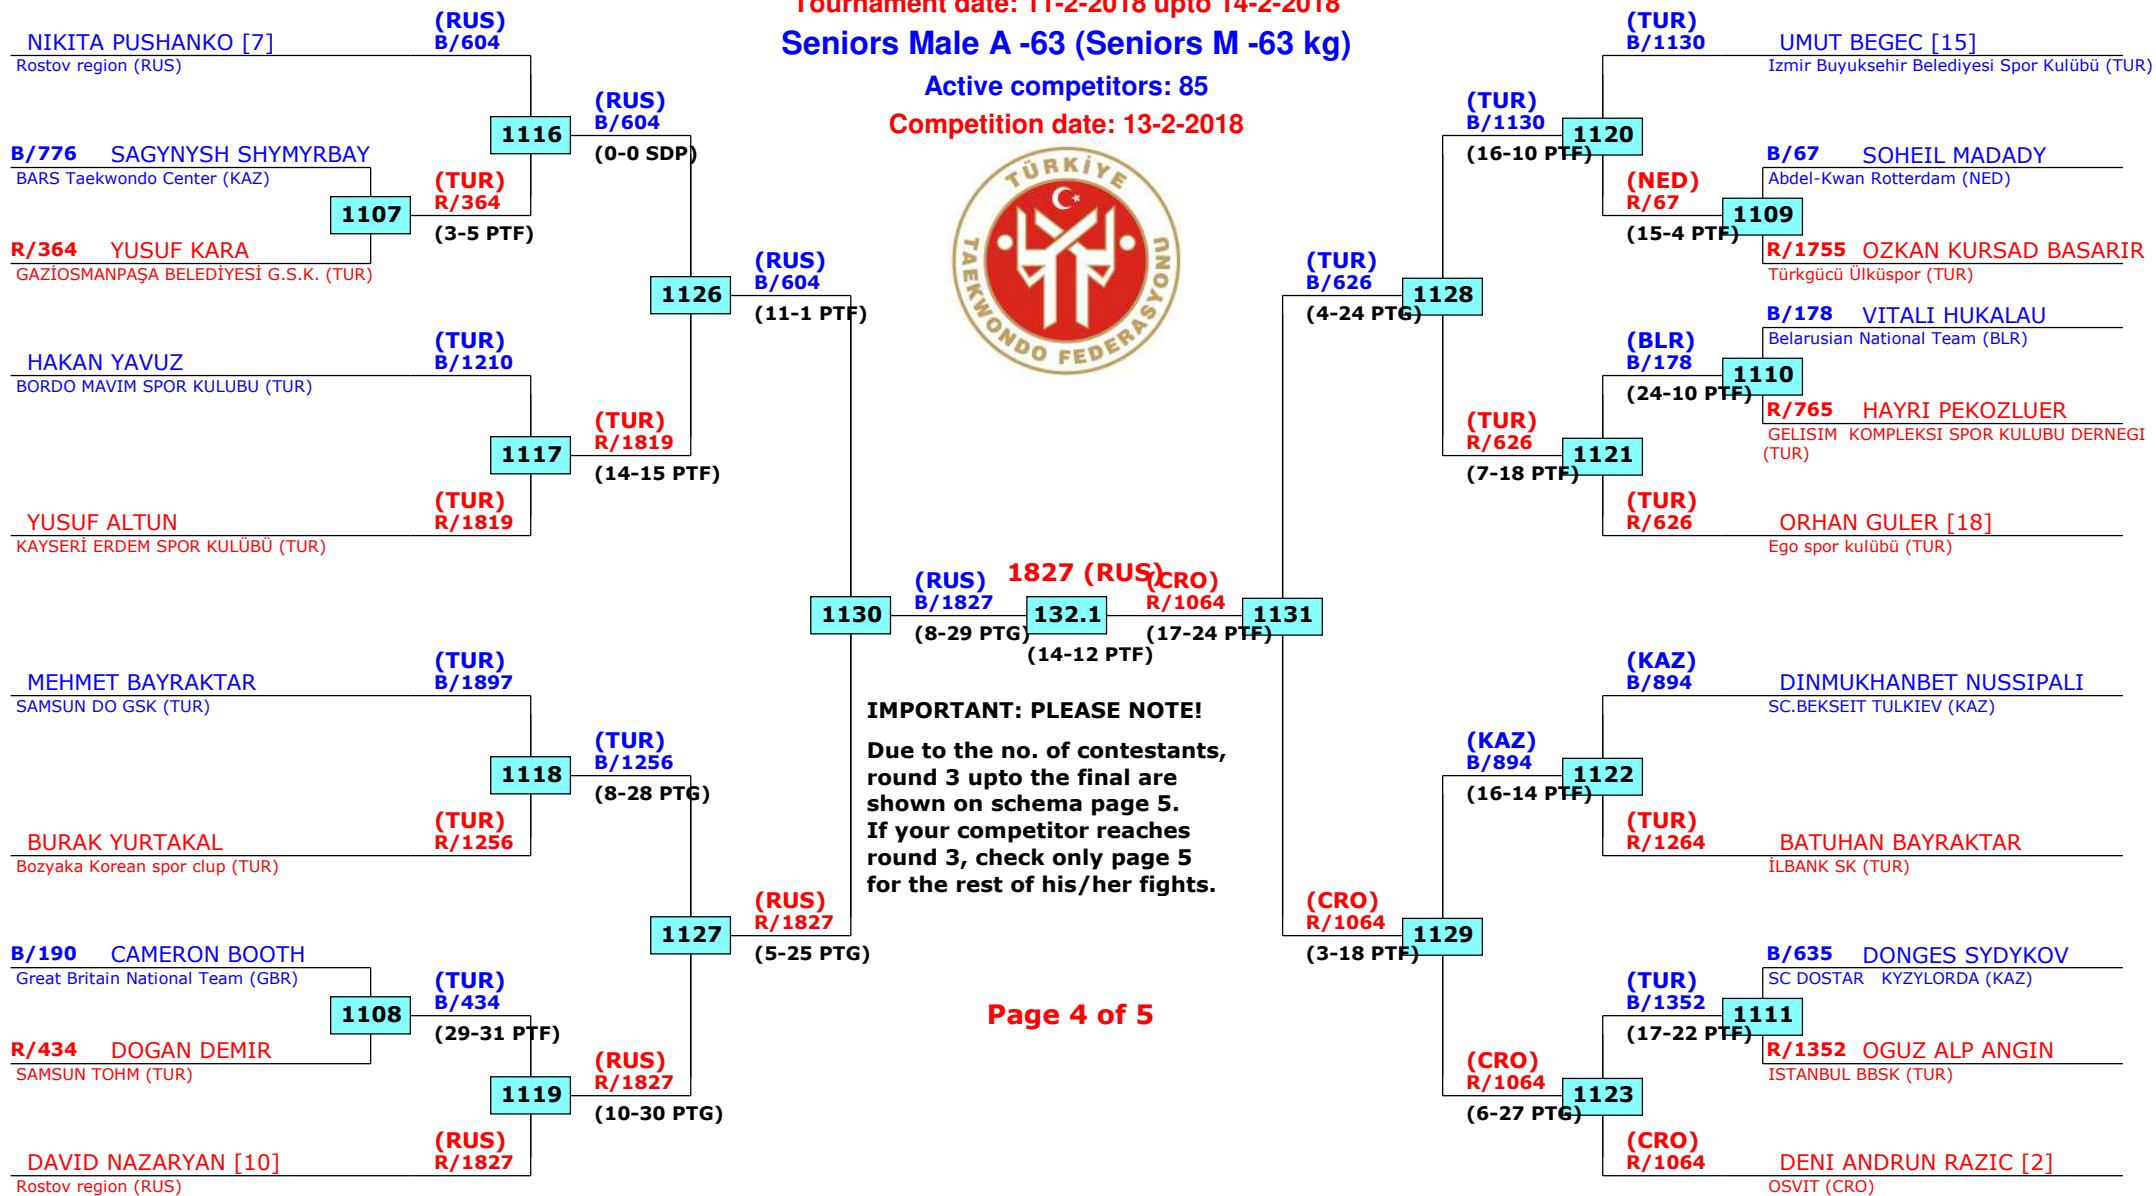 Tournament date: 11-2-2018 upto 14-2-2018
Seniors Male A -63 (Seniors M -63 kg)
Active competitors: 85
Competition date: 13-2-2018
TÜRKİYE
TAEKWONDO FEDERASYONU
NIKITA PUSHANKO [7]
Rostov region (RUS)
(RUS)
B/604
B/776 SAGYNYSH SHYMYRBAY
BARS Taekwondo Center (KAZ)
1107
R/364 YUSUF KARA
GAZİOSMANPAŞA BELEDİYESİ G.S.K. (TUR)
(TUR)
R/364
(3-5 PTF)
1116
(RUS)
B/604
(0-0 SDP)
HAKAN YAVUZ
BORDO MAVIM SPOR KULUBU (TUR)
(TUR)
B/1210
1117
YUSUF ALTUN
KAYSERİ ERDEM SPOR KULÜBÜ (TUR)
(TUR)
R/1819
(TUR)
R/1819
(14-15 PTF)
1126
(RUS)
B/604
(11-1 PTF)
MEHMET BAYRAKTAR
SAMSUN DO GSK (TUR)
(TUR)
B/1897
1118
BURAK YURTAKAL
Bozyaka Korean spor clup (TUR)
(TUR)
R/1256
(TUR)
B/1256
(8-28 PTG)
B/190 CAMERON BOOTH
Great Britain National Team (GBR)
1108
R/434 DOGAN DEMIR
SAMSUN TOHM (TUR)
(TUR)
B/434
(29-31 PTF)
1119
DAVID NAZARYAN [10]
Rostov region (RUS)
(RUS)
R/1827
(RUS)
R/1827
(10-30 PTG)
1127
(RUS)
R/1827
(5-25 PTG)
1130
(RUS)
B/1827
(8-29 PTG)
1827 (RUS)
132.1
(14-12 PTF)
(CRO)
R/1064
(17-24 PTF)
1131
IMPORTANT: PLEASE NOTE!
Due to the no. of contestants,
round 3 upto the final are
shown on schema page 5.
If your competitor reaches
round 3, check only page 5
for the rest of his/her fights.
Page 4 of 5
(TUR)
B/1130
UMUT BEGEC [15]
Izmir Buyuksehir Belediyesi Spor Kulübü (TUR)
(TUR)
B/1130
(16-10 PTF)
1120
(NED)
R/67
(15-4 PTF)
1109
B/67 SOHEIL MADADY
Abdel-Kwan Rotterdam (NED)
R/1755 OZKAN KURSAD BASARIR
Türkgücü Ülküspor (TUR)
(TUR)
B/626
(4-24 PTG)
1128
B/178 VITALI HUKALAU
Belarusian National Team (BLR)
(BLR)
B/178
(24-10 PTF)
1110
R/765 HAYRI PEKOZLUER
GELISIM KOMPLEKSI SPOR KULUBU DERNEGI
(TUR)
(TUR)
R/626
(7-18 PTF)
1121
(TUR)
R/626
ORHAN GULER [18]
Ego spor kulübü (TUR)
(KAZ)
B/894
DINMUKHANBET NUSSIPALI
SC.BEKSEIT TULKIEV (KAZ)
(KAZ)
B/894
(16-14 PTF)
1122
(TUR)
R/1264
BATUHAN BAYRAKTAR
İLBANK SK (TUR)
(CRO)
R/1064
(3-18 PTF)
1129
B/635 DONGES SYDYKOV
SC DOSTAR KYZYLORDA (KAZ)
(TUR)
B/1352
(17-22 PTF)
1111
R/1352 OGUZ ALP ANGIN
ISTANBUL BBSK (TUR)
(CRO)
R/1064
(6-27 PTG)
1123
(CRO)
R/1064
DENI ANDRUN RAZIC [2]
OSVIT (CRO)